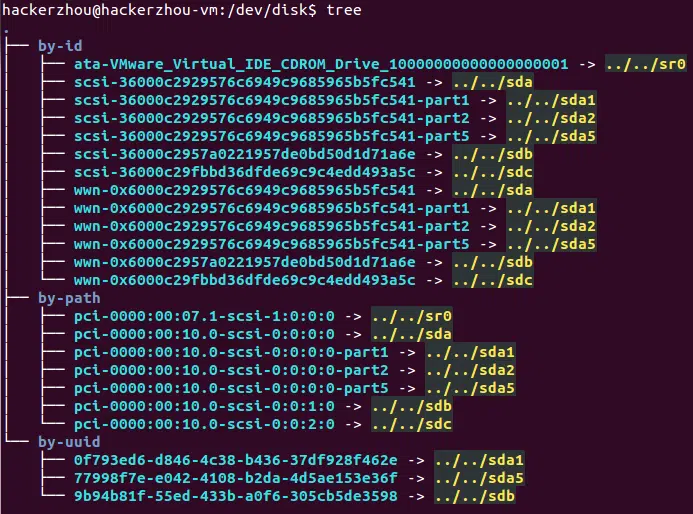 hackerzhou@hackerzhou-vm:/dev/disk$ tree
.
├── by-id
│   ├── ata-VMware_Virtual_IDE_CDROM_Drive_10000000000000000001 -> ../../sr0
│   ├── scsi-36000c2929576c6949c9685965b5fc541 -> ../../sda
│   ├── scsi-36000c2929576c6949c9685965b5fc541-part1 -> ../../sda1
│   ├── scsi-36000c2929576c6949c9685965b5fc541-part2 -> ../../sda2
│   ├── scsi-36000c2929576c6949c9685965b5fc541-part5 -> ../../sda5
│   ├── scsi-36000c2957a0221957de0bd50d1d71a6e -> ../../sdb
│   ├── scsi-36000c29fbbd36dfde69c9c4edd493a5c -> ../../sdc
│   ├── wwn-0x6000c2929576c6949c9685965b5fc541 -> ../../sda
│   ├── wwn-0x6000c2929576c6949c9685965b5fc541-part1 -> ../../sda1
│   ├── wwn-0x6000c2929576c6949c9685965b5fc541-part2 -> ../../sda2
│   ├── wwn-0x6000c2929576c6949c9685965b5fc541-part5 -> ../../sda5
│   ├── wwn-0x6000c2957a0221957de0bd50d1d71a6e -> ../../sdb
│   └── wwn-0x6000c29fbbd36dfde69c9c4edd493a5c -> ../../sdc
├── by-path
│   ├── pci-0000:00:07.1-scsi-1:0:0:0 -> ../../sr0
│   ├── pci-0000:00:10.0-scsi-0:0:0:0 -> ../../sda
│   ├── pci-0000:00:10.0-scsi-0:0:0:0-part1 -> ../../sda1
│   ├── pci-0000:00:10.0-scsi-0:0:0:0-part2 -> ../../sda2
│   ├── pci-0000:00:10.0-scsi-0:0:0:0-part5 -> ../../sda5
│   ├── pci-0000:00:10.0-scsi-0:0:1:0 -> ../../sdb
│   └── pci-0000:00:10.0-scsi-0:0:2:0 -> ../../sdc
└── by-uuid
    ├── 0f793ed6-d846-4c38-b436-37df928f462e -> ../../sda1
    ├── 77998f7e-e042-4108-b2da-4d5ae153e36f -> ../../sda5
    └── 9b94b81f-55ed-433b-a0f6-305cb5de3598 -> ../../sdb